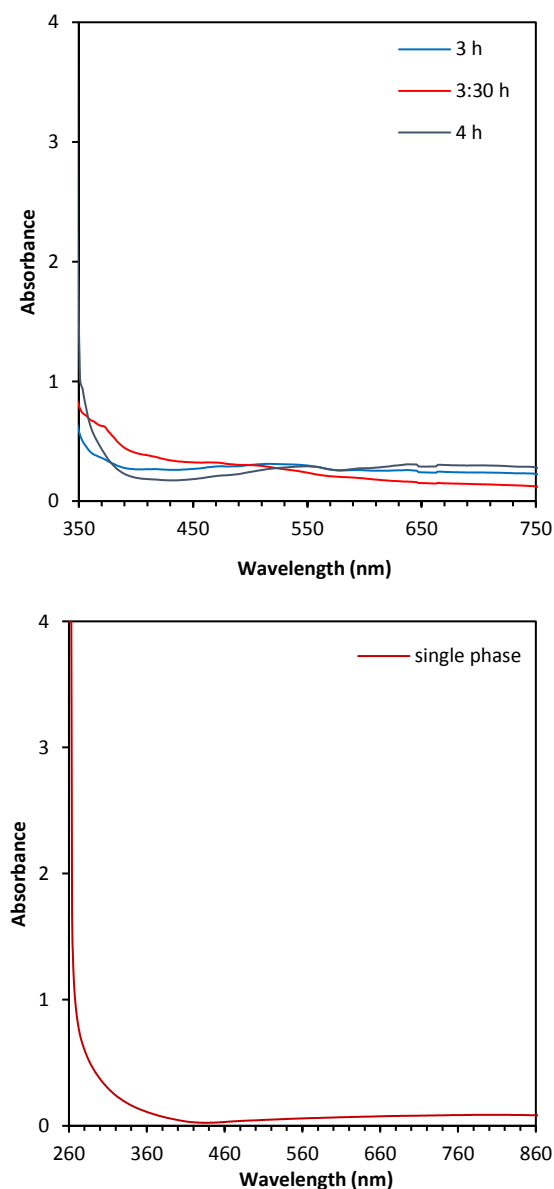 4
3 h
3:30 h
3
4 h
Absorbance
2
1
0
350 450 550 650 750
Wavelength (nm)
4
single phase
3
Absorbance
2
1
0
260 360 460 560 660 760 860
Wavelength (nm)